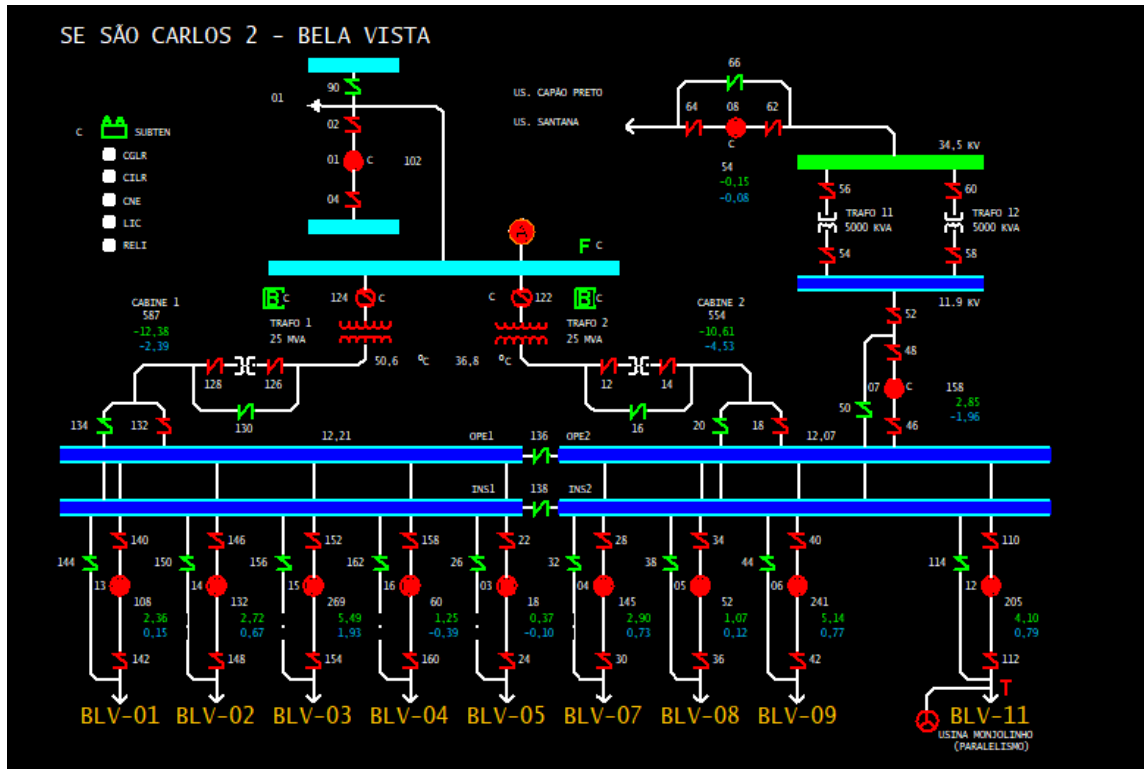 SE SÃO CARLOS 2 - BELA VISTA
66
90
01
US. CAPÃO PRETO
64
08
62
C
SUBTEN
02
US. SANTANA
C
CGLR
01
C
102
54
34,5 KV
CILR
-0,15
56
60
CNE
04
-0,08
TRAFO 11
5000 KVA
TRAFO 12
5000 KVA
LIC
RELI
A
F C
54
58
B C
124
C
C
122
B C
11.9 KV
CABINE 1
587
-12,38
-2,39
TRAFO 1
25 MVA
TRAFO 2
25 MVA
CABINE 2
554
-10,61
-4,53
52
50,6 ºC
36,8 ºC
48
128
126
12
14
07
C
158
2,85
-1,96
50
134
132
130
16
20
18
46
12,21
OPE1
136
OPE2
12,07
INS1
138
INS2
140
146
152
158
22
28
34
40
110
144
150
156
162
26
32
38
44
114
13
14
15
16
03
04
05
06
12
108
132
269
60
18
145
52
241
205
2,36
2,72
5,49
1,25
0,37
2,90
1,07
5,14
4,10
0,15
0,67
1,93
-0,39
-0,10
0,73
0,12
0,77
0,79
142
148
154
160
24
30
36
42
112
T
BLV-01
BLV-02
BLV-03
BLV-04
BLV-05
BLV-07
BLV-08
BLV-09
BLV-11
USINA MONJOLINHO
(PARALELISMO)